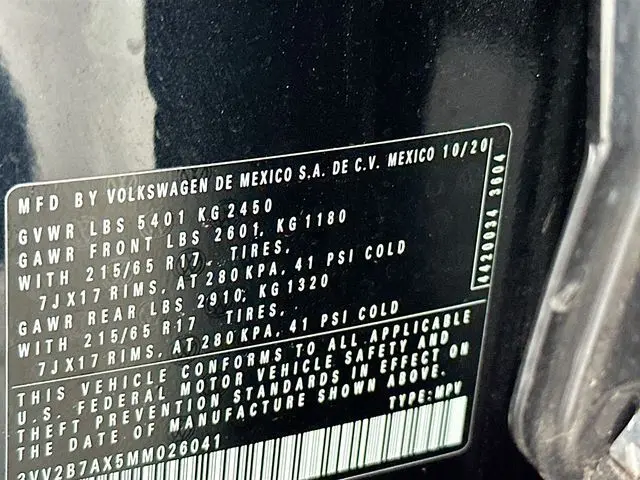 MFD BY VOLKSWAGEN DE MEXICO S.A. DE C.V. MEXICO 10/20
GVWR LBS 5401 KG 2450
GAWR FRONT LBS 2601, KG 1180
WITH 215/65 R17 TIRES,
7JX17 RIMS, AT 280 KPA, 41 PSI COLD
GAWR REAR LBS 2910, KG 1320
WITH 215/65 R17 TIRES,
7JX17 RIMS, AT 280 KPA, 41 PSI COLD
THIS VEHICLE CONFORMS TO ALL APPLICABLE
U.S. FEDERAL MOTOR VEHICLE SAFETY AND
THEFT PREVENTION STANDARDS IN EFFECT ON
THE DATE OF MANUFACTURE SHOWN ABOVE.
TYPE: MPV
3VV2B7AX5MM026041
0420234 3604